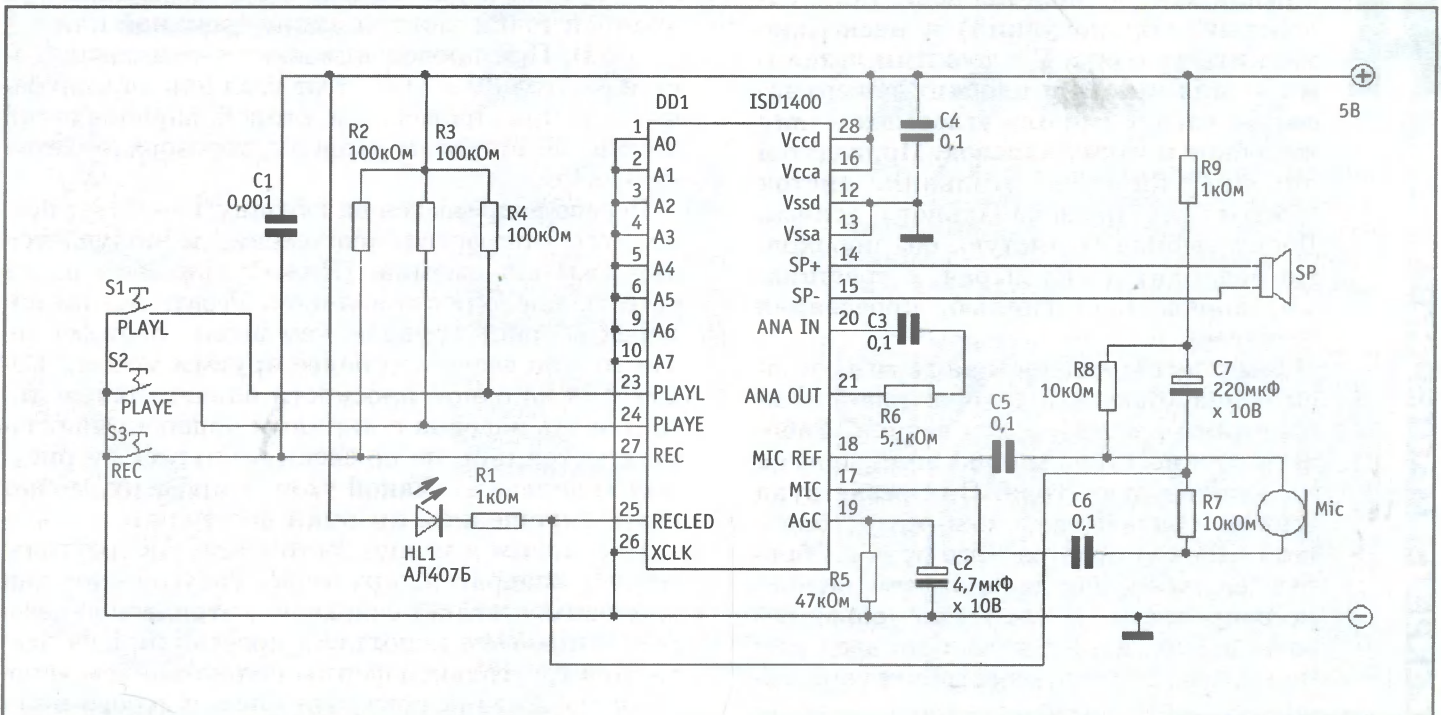 5В
DD1
ISD1400
1
A0
2
A1
3
A2
4
A3
5
A4
6
A5
9
A6
10
A7
23
PLAYL
24
PLAYE
27
REC
25
RECLED
26
XCLK
28
Vccd
16
Vcca
12
Vssd
13
Vssa
14
SP+
15
SP-
20
ANA IN
21
ANA OUT
18
MIC REF
17
MIC
19
AGC
C1
0,001
R2
100кОм
R3
100кОм
R4
100кОм
S1
PLAYL
S2
PLAYE
S3
REC
R1
1кОм
HL1
АЛ407Б
C4
0,1
R9
1кОм
SP
C3
0,1
R6
5,1кОм
C5
0,1
R8
10кОм
C7
220мкФ
x 10В
C6
0,1
R7
10кОм
Mic
R5
47кОм
C2
4,7мкФ
x 10В